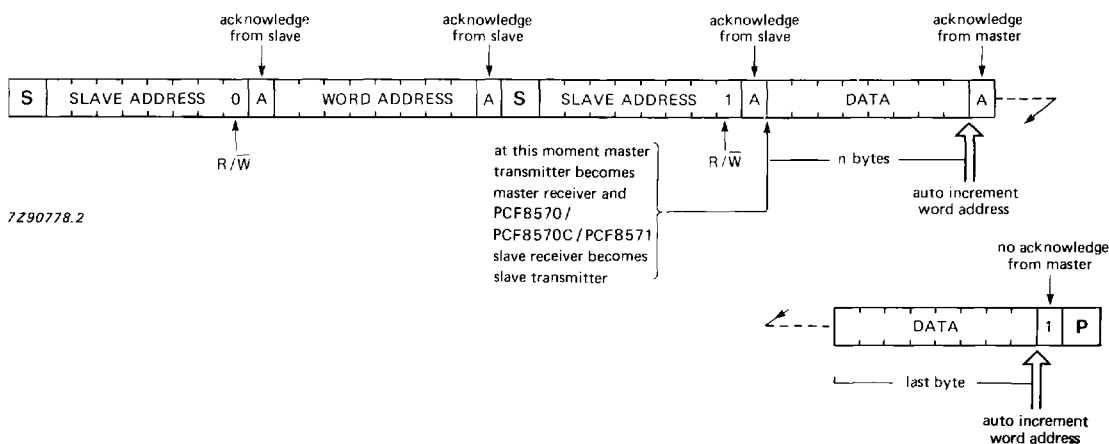 acknowledge
from slave
acknowledge
from slave
acknowledge
from slave
acknowledge
from master
S SLAVE ADDRESS 0 A WORD ADDRESS A S SLAVE ADDRESS 1 A DATA A
R/W̅
R/W̅
n bytes
auto increment
word address
at this moment master
transmitter becomes
master receiver and
PCF8570/
PCF8570C/PCF8571
slave receiver becomes
slave transmitter
7Z90778.2
no acknowledge
from master
DATA 1 P
last byte
auto increment
word address